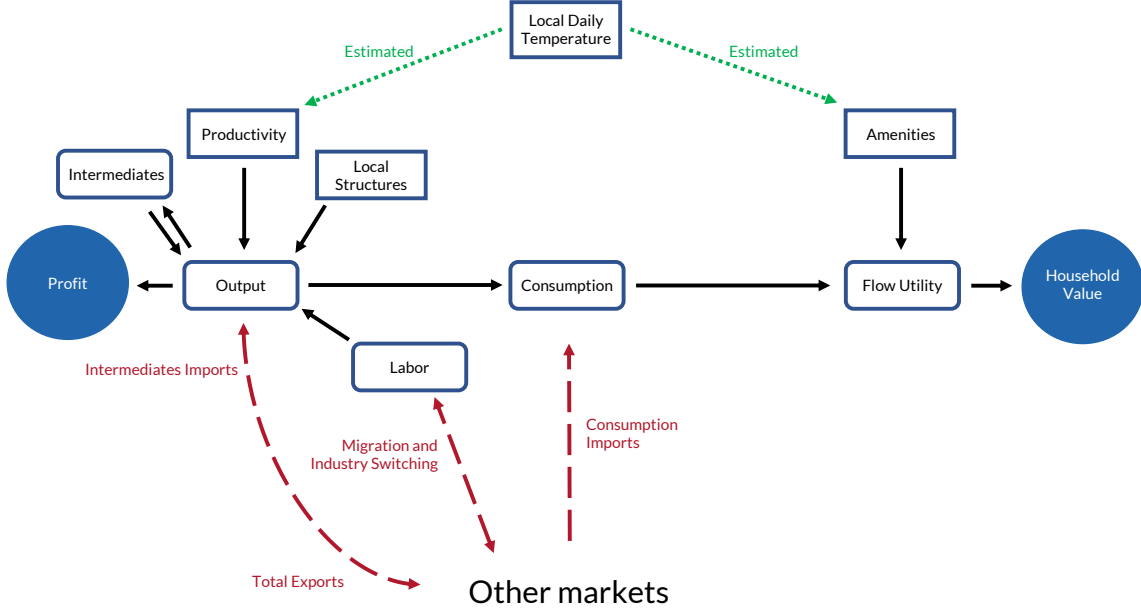 Local Daily
Temperature
Estimated
Estimated
Productivity
Amenities
Intermediates
Local
Structures
Profit
Output
Consumption
Flow Utility
Household
Value
Intermediates Imports
Labor
Migration and
Industry Switching
Consumption
Imports
Total Exports
Other markets